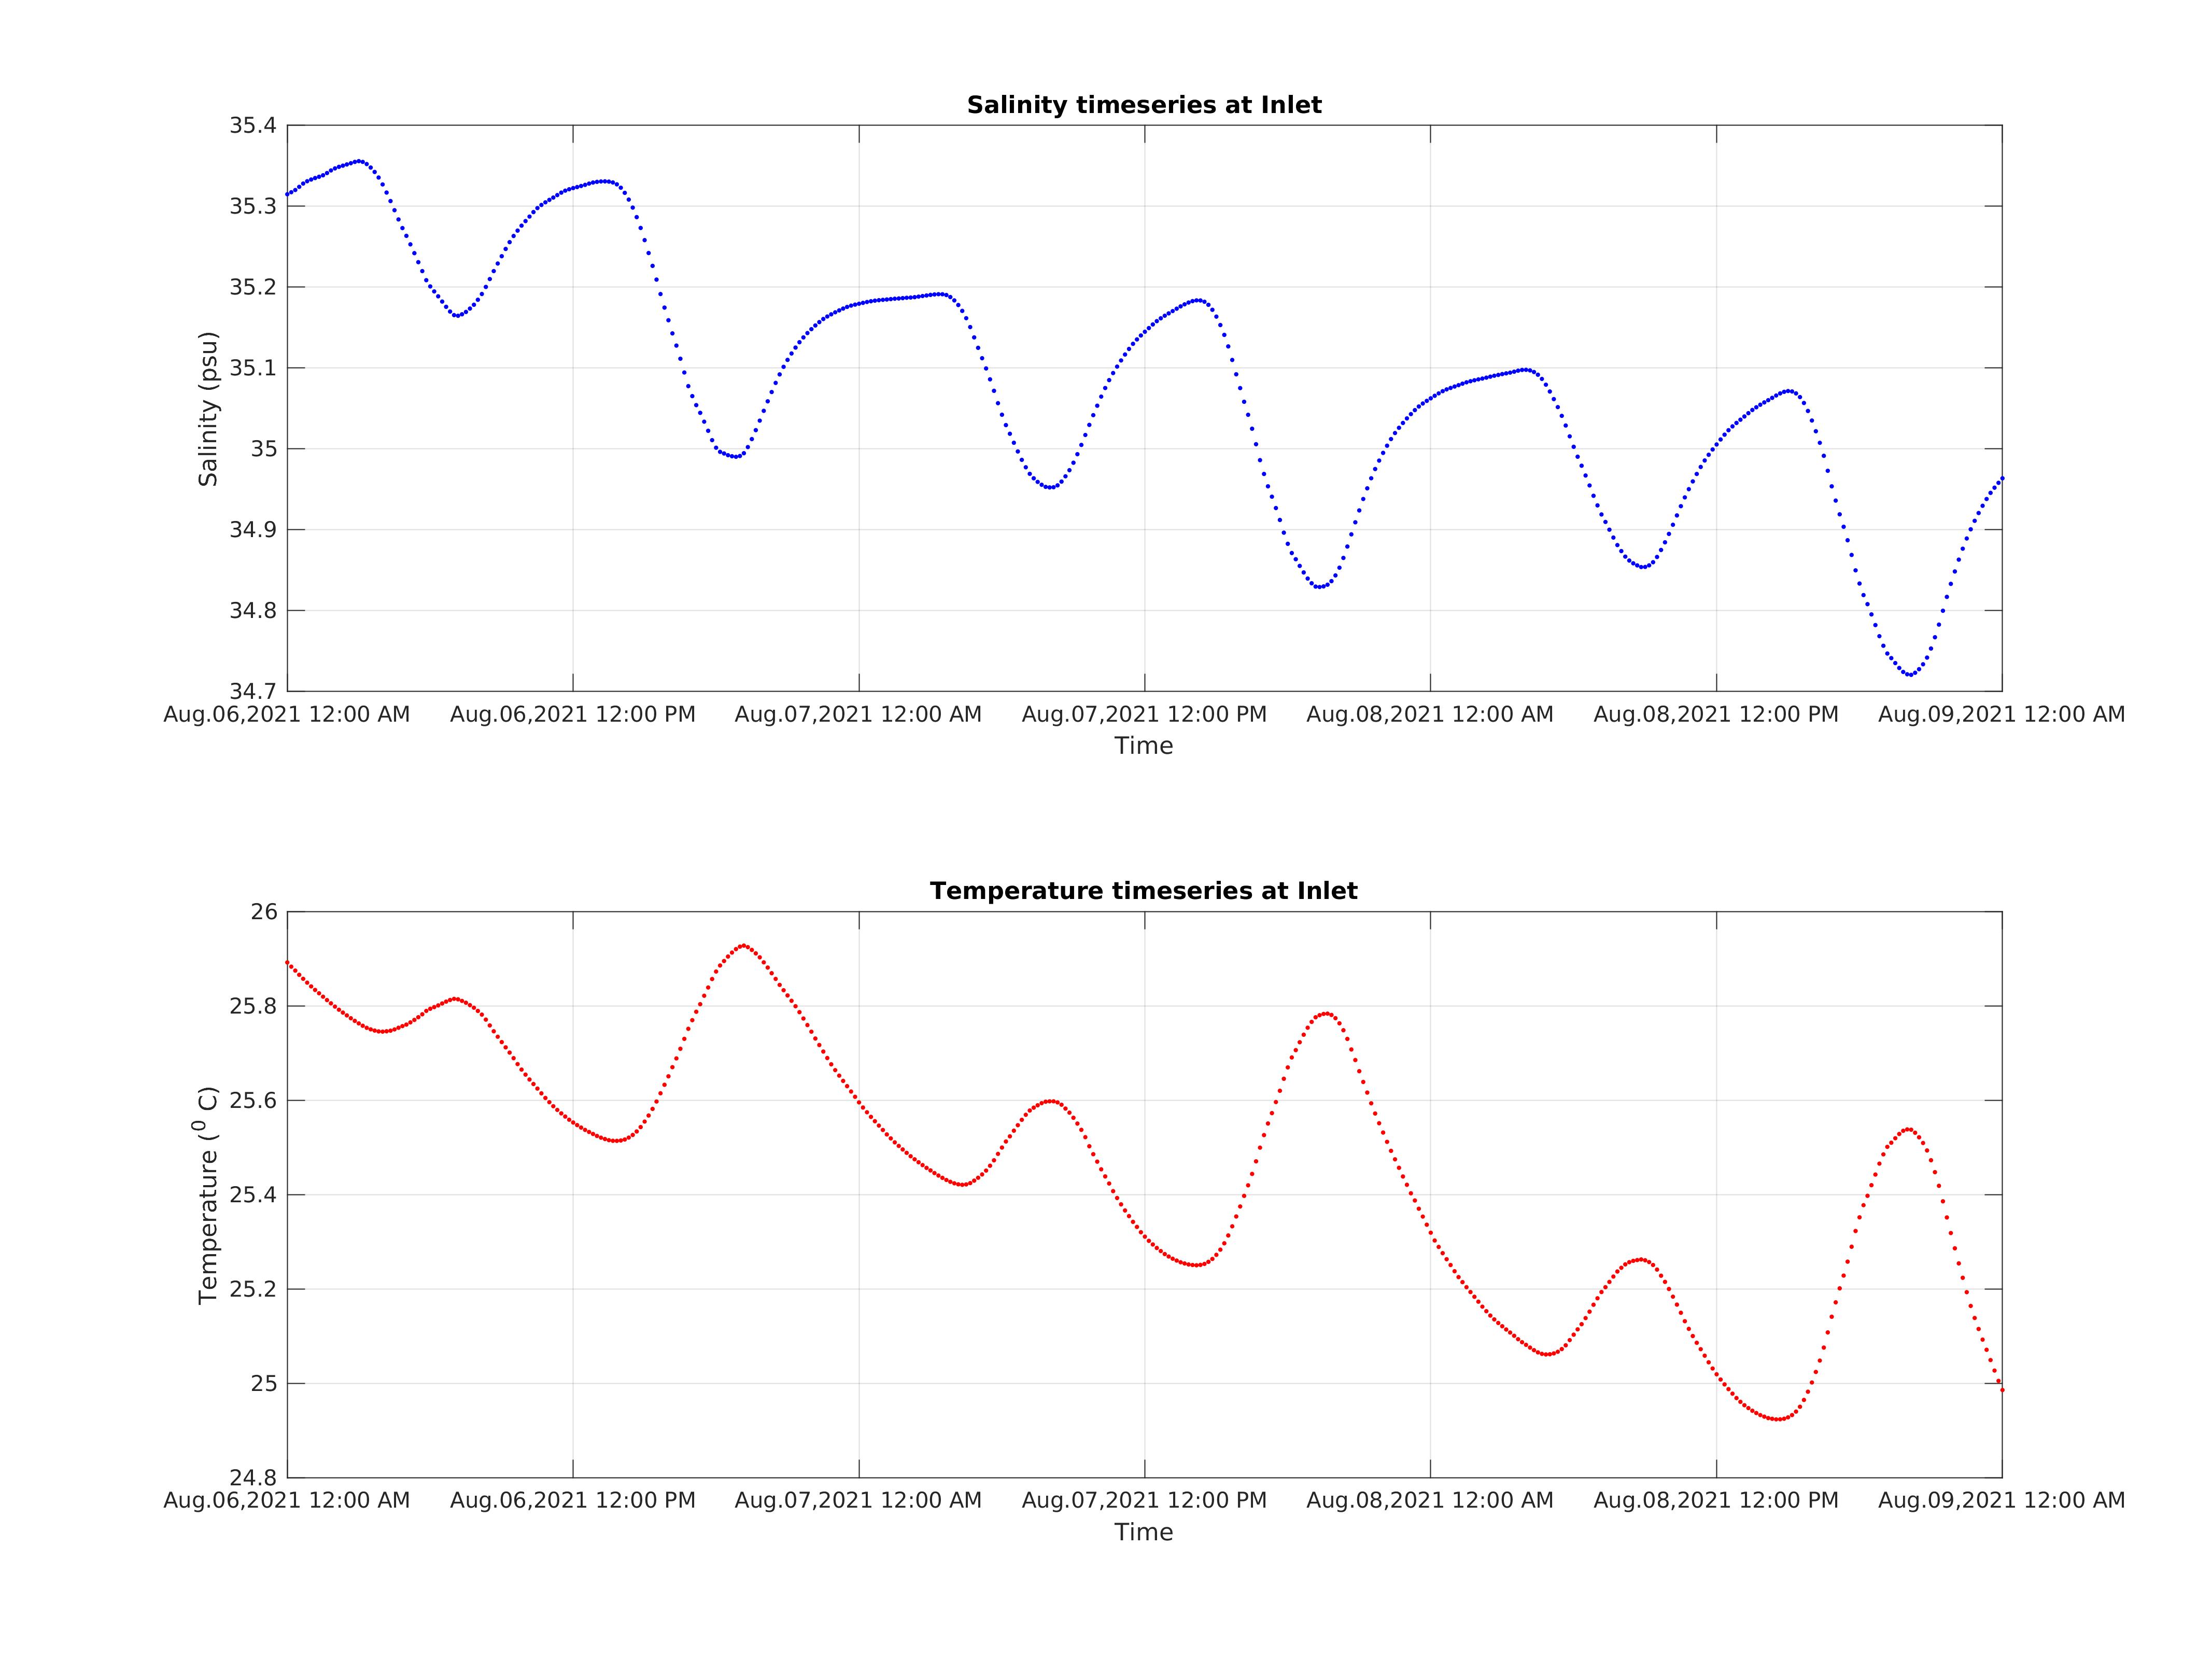 Salinity timeseries at Inlet
35.4
35.3
35.2
35.1
35
34.9
34.8
34.7
Salinity (psu)
Aug.06,2021 12:00 AM Aug.06,2021 12:00 PM Aug.07,2021 12:00 AM Aug.07,2021 12:00 PM Aug.08,2021 12:00 AM Aug.08,2021 12:00 PM Aug.09,2021 12:00 AM
Time
Temperature timeseries at Inlet
26
25.8
25.6
25.4
25.2
25
24.8
Temperature (⁰ C)
Aug.06,2021 12:00 AM Aug.06,2021 12:00 PM Aug.07,2021 12:00 AM Aug.07,2021 12:00 PM Aug.08,2021 12:00 AM Aug.08,2021 12:00 PM Aug.09,2021 12:00 AM
Time